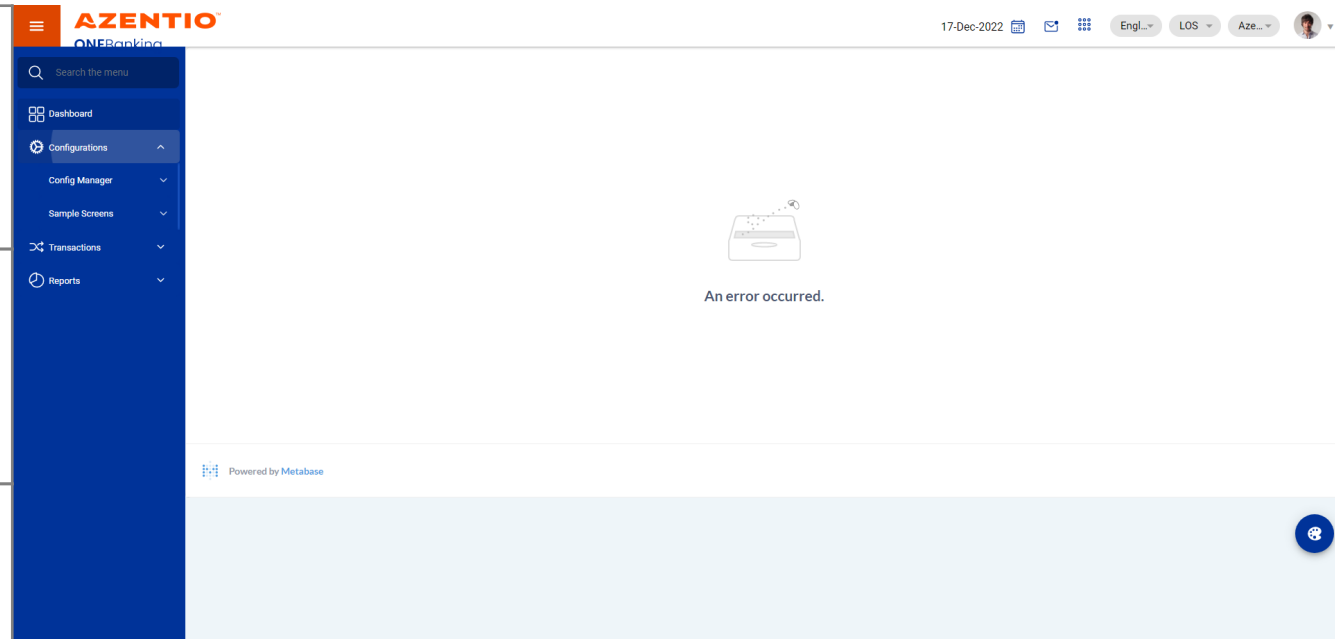 AZENTIO™
ONEBanking
17-Dec-2022
Engl...
LOS
Aze...
Search the menu
Dashboard
Configurations
Config Manager
Sample Screens
Transactions
Reports
An error occurred.
Powered by Metabase